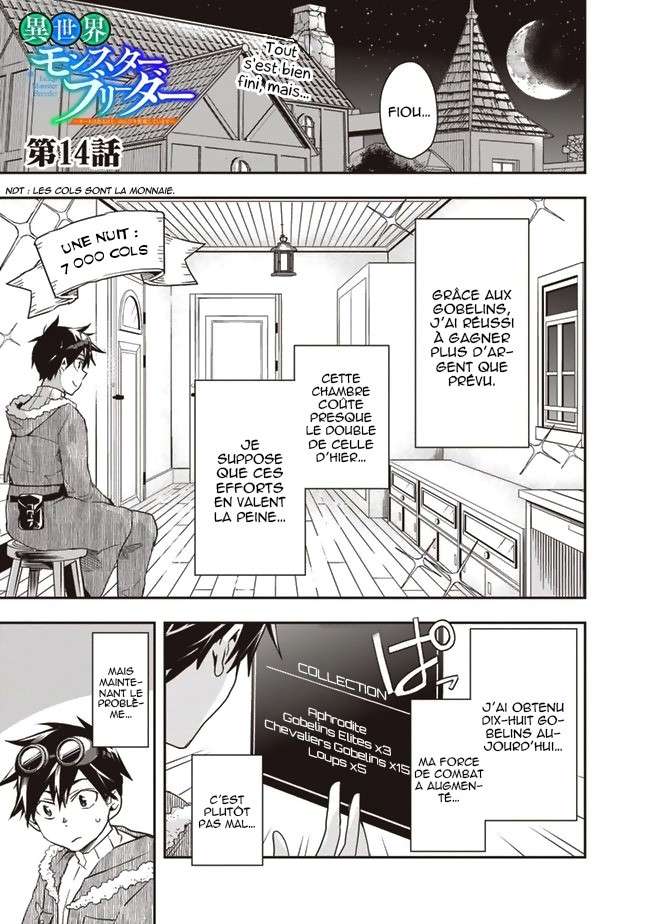 異世界
モンスター
ブリーダー
第14話
FIOU...
Tout
s'est bien
fini, mais...
NDT : LES COLS SONT LA MONNAIE.
UNE NUIT :
7 000 COLS
GRÂCE AUX
GOBELINS,
J'AI RÉUSSI
À GAGNER
PLUS D'AR-
GENT QUE
PRÉVU.
CETTE
CHAMBRE
COÛTE
PRESQUE
LE DOUBLE
DE CELLE
D'HIER...
JE
SUPPOSE
QUE CES
EFFORTS
EN VALENT
LA PEINE...
J'AI OBTENU
DIX-HUIT GO-
BELINS AU-
JOURD'HUI...
MA FORCE
DE COMBAT
A AUGMEN-
TÉ...
ぱっ
COLLECTION
Aphrodite
Gobelins Elites x3
Chevaliers Gobelins x15
Loups x5
C'EST
PLUTÔT
PAS MAL...
MAIS
MAINTE-
NANT LE
PROBLÈ-
ME...